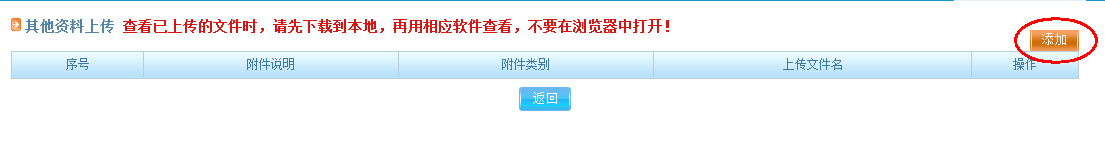 其他资料上传 查看已上传的文件时，请先下载到本地，再用相应软件查看，不要在浏览器中打开！
添加
序号 附件说明 附件类别 上传文件名 操作
返回